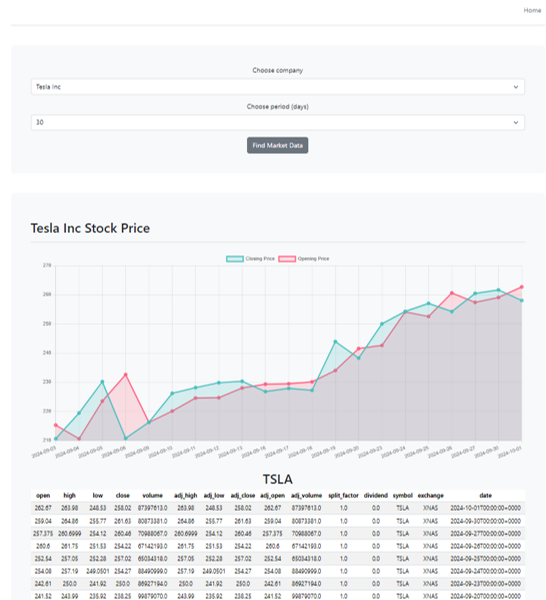 Home
Choose company
Tesla Inc
Choose period (days)
30
Find Market Data
Tesla Inc Stock Price
Closing Price Opening Price
270
260
250
240
230
220
210
2024-09-03 2024-09-04 2024-09-05 2024-09-06 2024-09-09 2024-09-10 2024-09-11 2024-09-12 2024-09-13 2024-09-16 2024-09-17 2024-09-18 2024-09-19 2024-09-20 2024-09-23 2024-09-24 2024-09-25 2024-09-26 2024-09-27 2024-09-30 2024-10-01
TSLA
open high low close volume adj_high adj_low adj_close adj_open adj_volume split_factor dividend symbol exchange date
262.67 263.98 248.53 258.02 87397613.0 263.98 248.53 258.02 262.67 87397613.0 1.0 0.0 TSLA XNAS 2024-10-01T00:00:00+0000
259.04 264.86 255.77 261.63 80873381.0 264.86 255.77 261.63 259.04 80873381.0 1.0 0.0 TSLA XNAS 2024-09-30T00:00:00+0000
257.375 260.6999 254.12 260.46 70988067.0 260.6999 254.12 260.46 257.375 70988067.0 1.0 0.0 TSLA XNAS 2024-09-27T00:00:00+0000
260.6 261.75 251.53 254.22 67142193.0 261.75 251.53 254.22 260.6 67142193.0 1.0 0.0 TSLA XNAS 2024-09-26T00:00:00+0000
252.54 257.05 252.28 257.02 65034318.0 257.05 252.28 257.02 252.54 65034318.0 1.0 0.0 TSLA XNAS 2024-09-25T00:00:00+0000
254.08 257.19 249.0501 254.27 88490999.0 257.19 249.0501 254.27 254.08 88490999.0 1.0 0.0 TSLA XNAS 2024-09-24T00:00:00+0000
242.61 250.0 241.92 250.0 86927194.0 250.0 241.92 250.0 242.61 86927194.0 1.0 0.0 TSLA XNAS 2024-09-23T00:00:00+0000
241.52 243.99 235.92 238.25 99879070.0 243.99 235.92 238.25 241.52 99879070.0 1.0 0.0 TSLA XNAS 2024-09-20T00:00:00+0000